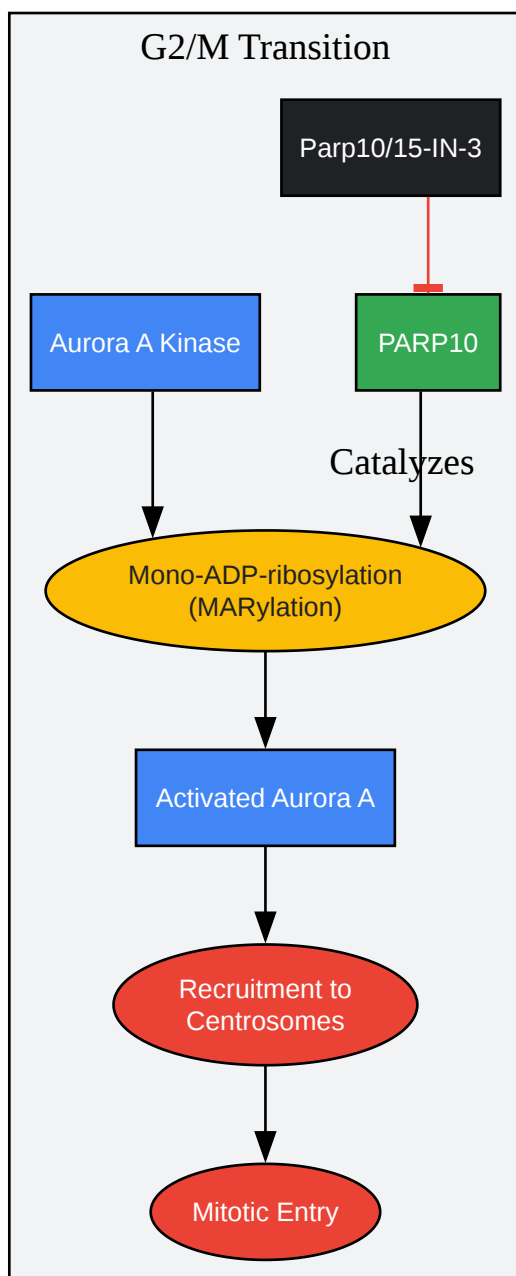 G2/M Transition
Parp10/15-IN-3
Aurora A Kinase
PARP10
Catalyzes
Mono-ADP-ribosylation
(MARylation)
Activated Aurora A
Recruitment to
Centrosomes
Mitotic Entry